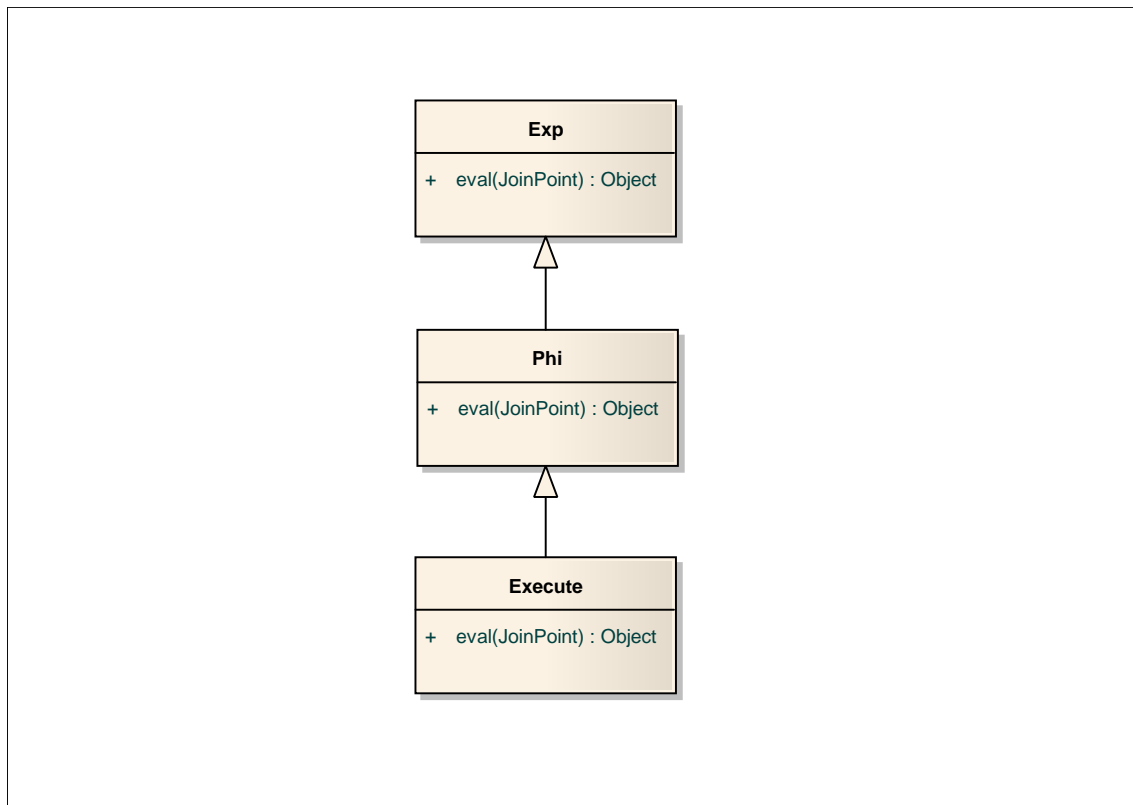 Exp
+ eval(JoinPoint) : Object
Phi
+ eval(JoinPoint) : Object
Execute
+ eval(JoinPoint) : Object